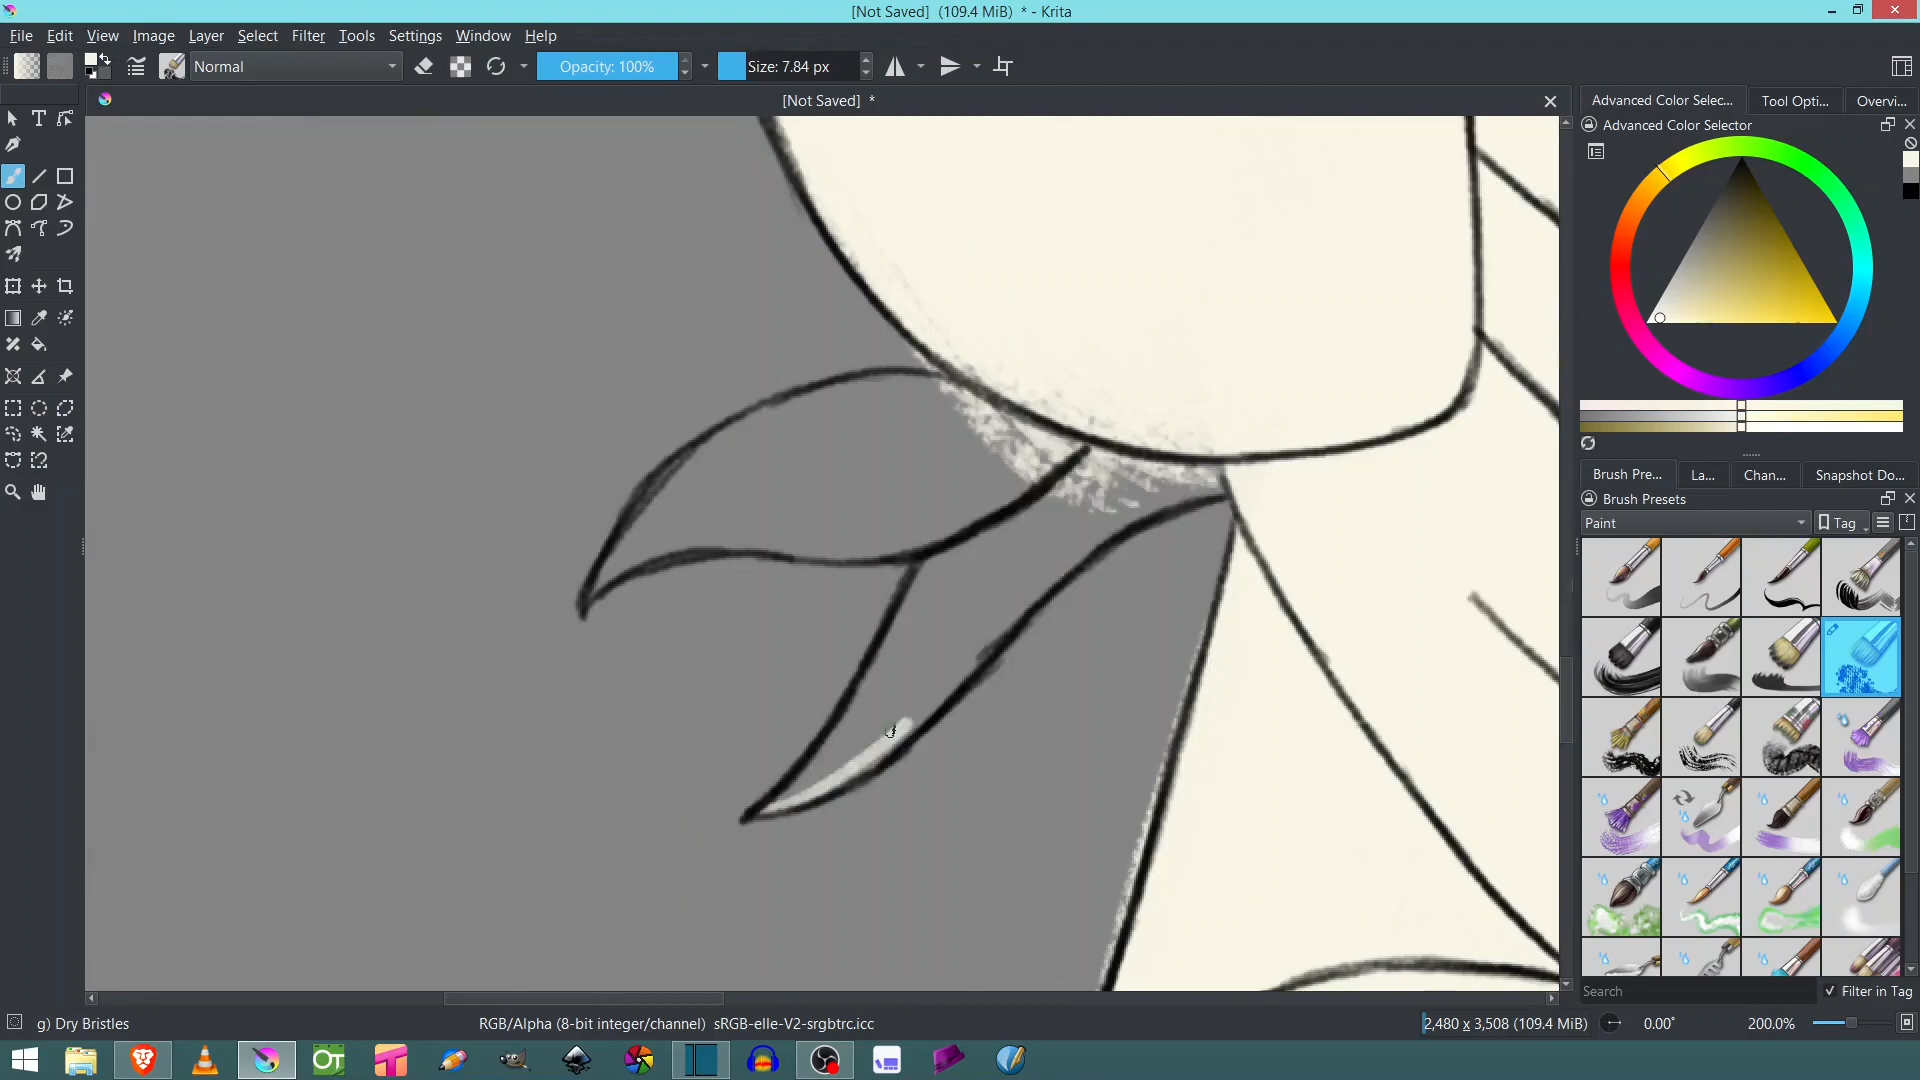 [Not Saved]  (109.4 MiB)  * - Krita
File Edit View Image Layer Select Filter Tools Settings Window Help
Normal
Opacity: 100%
Size: 7.84 px
[Not Saved]  *
Advanced Color Selec...
Tool Opti...
Overvi...
Advanced Color Selector
Brush Pre...
La...
Chan...
Snapshot Do...
Brush Presets
Paint
Tag
Search
Filter in Tag
g) Dry Bristles
RGB/Alpha (8-bit integer/channel)  sRGB-elle-V2-srgbtrc.icc
2,480 x 3,508 (109.4 MiB)
0.00°
200.0%
OT